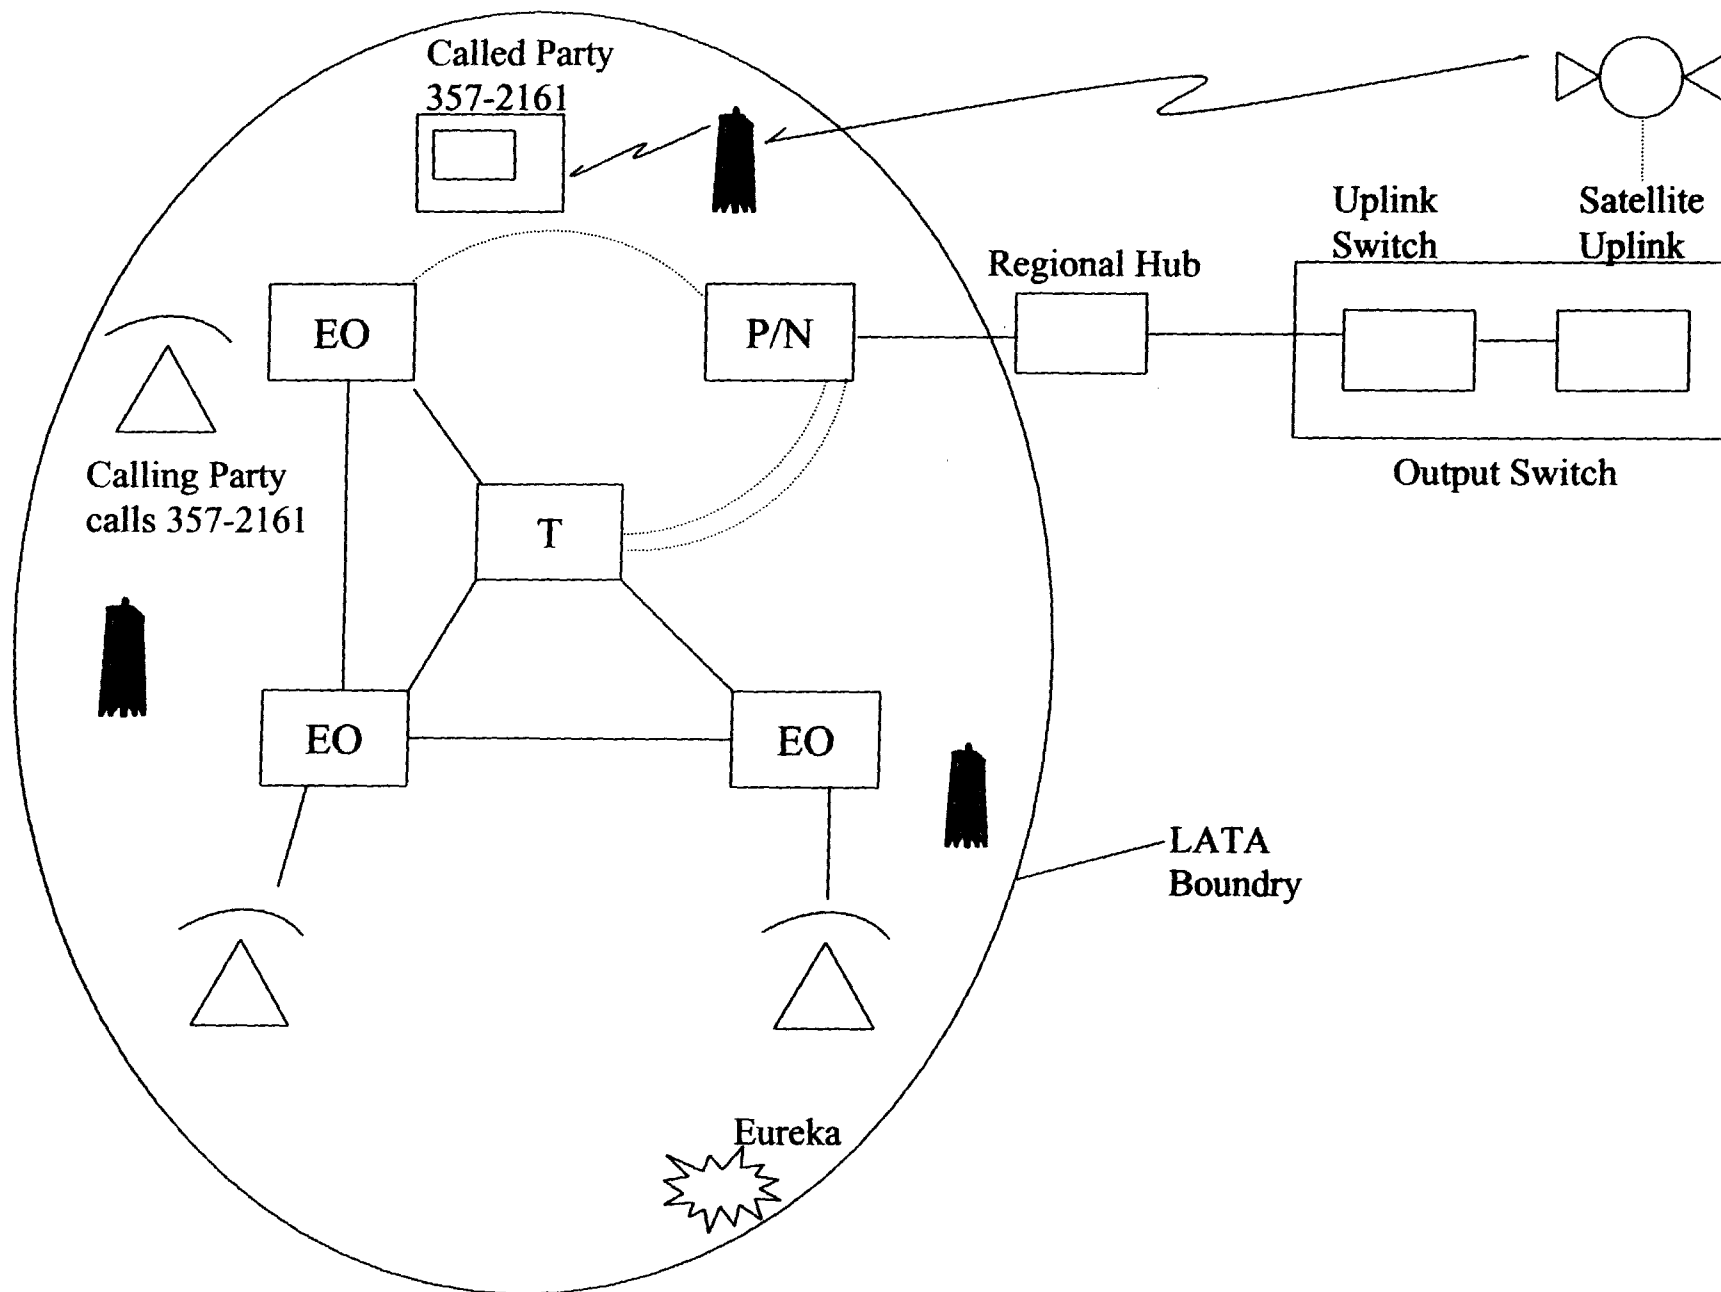 Called Party
357-2161
Uplink
Switch
Satellite
Uplink
Regional Hub
EO
P/N
Calling Party
calls 357-2161
Output Switch
T
EO
EO
LATA
Boundry
Eureka